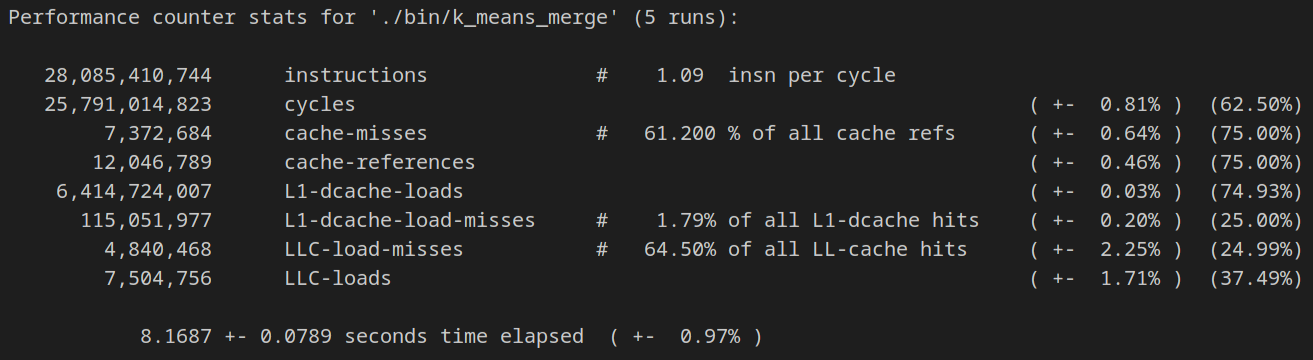 Performance counter stats for './bin/k_means_merge' (5 runs):
28,085,410,744 instructions # 1.09 insn per cycle
25,791,014,823 cycles ( +- 0.81% ) (62.50%)
7,372,684 cache-misses # 61.200 % of all cache refs ( +- 0.64% ) (75.00%)
12,046,789 cache-references ( +- 0.46% ) (75.00%)
6,414,724,007 L1-dcache-loads ( +- 0.03% ) (74.93%)
115,051,977 L1-dcache-load-misses # 1.79% of all L1-dcache hits ( +- 0.20% ) (25.00%)
4,840,468 LLC-load-misses # 64.50% of all LL-cache hits ( +- 2.25% ) (24.99%)
7,504,756 LLC-loads ( +- 1.71% ) (37.49%)
8.1687 +- 0.0789 seconds time elapsed ( +- 0.97% )